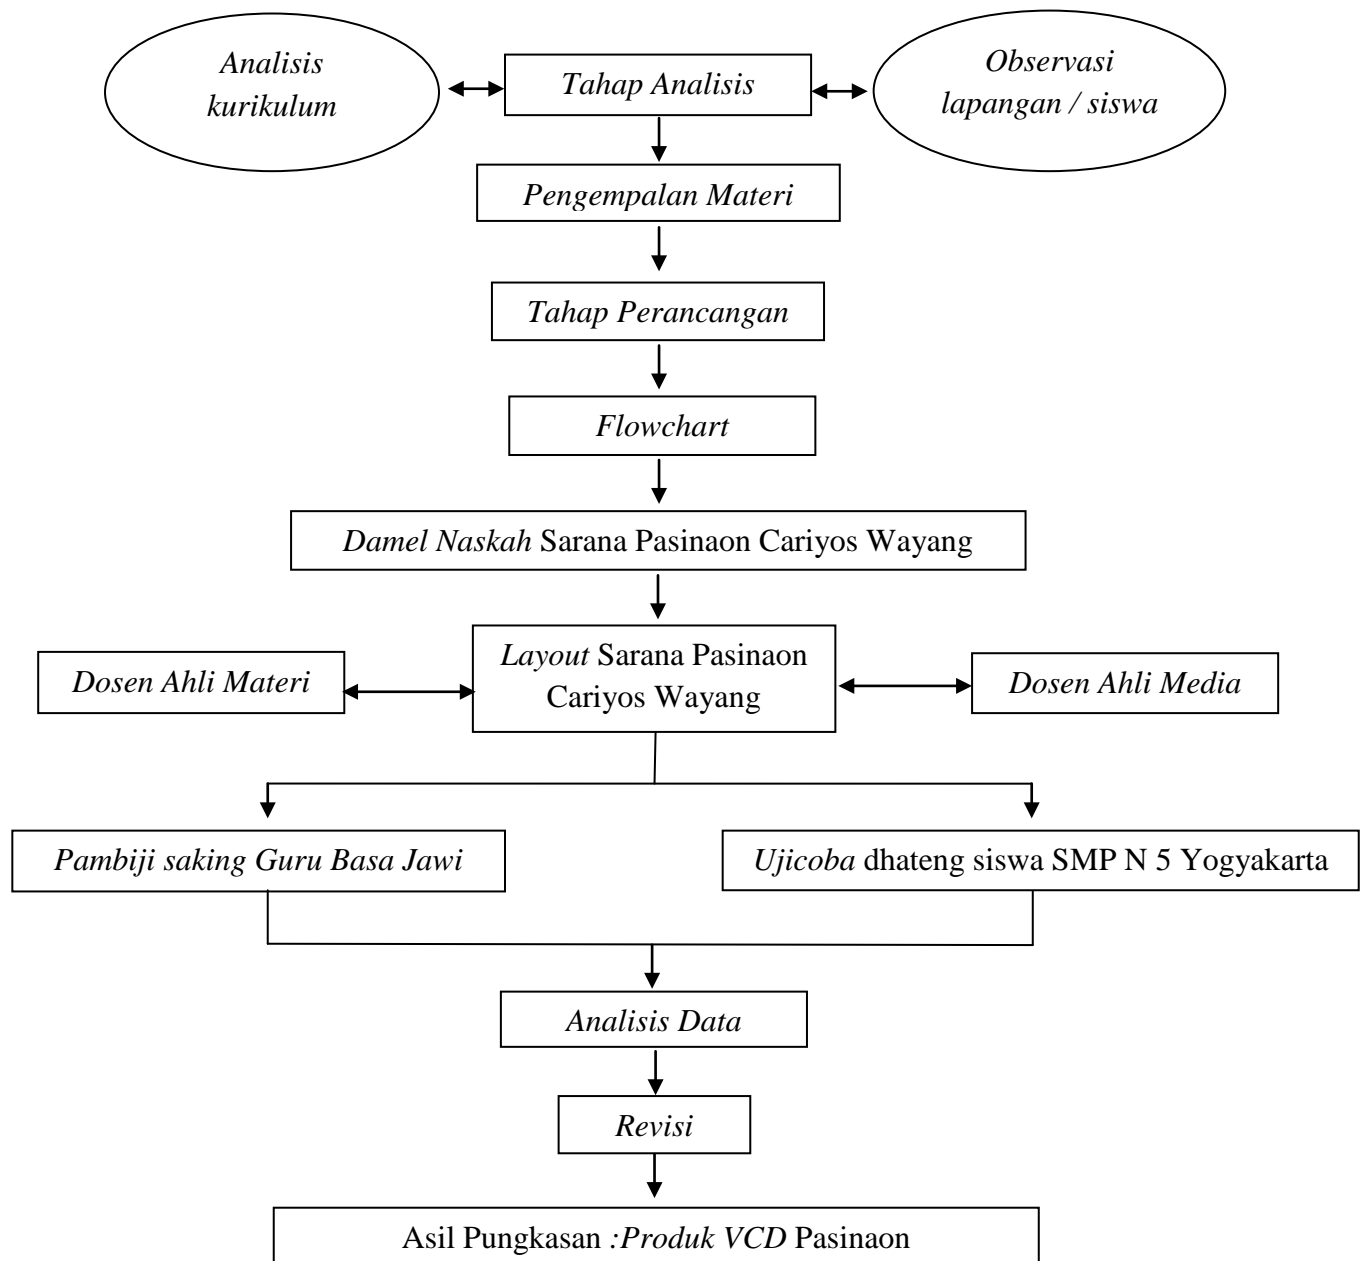 Analisis
kurikulum
Tahap Analisis
Observasi
lapangan / siswa
Pengempalan Materi
Tahap Perancangan
Flowchart
Damel Naskah Sarana Pasinaon Cariyos Wayang
Dosen Ahli Materi
Layout Sarana Pasinaon
Cariyos Wayang
Dosen Ahli Media
Pambiji saking Guru Basa Jawi
Ujicoba dhateng siswa SMP N 5 Yogyakarta
Analisis Data
Revisi
Asil Pungkasan :Produk VCD Pasinaon